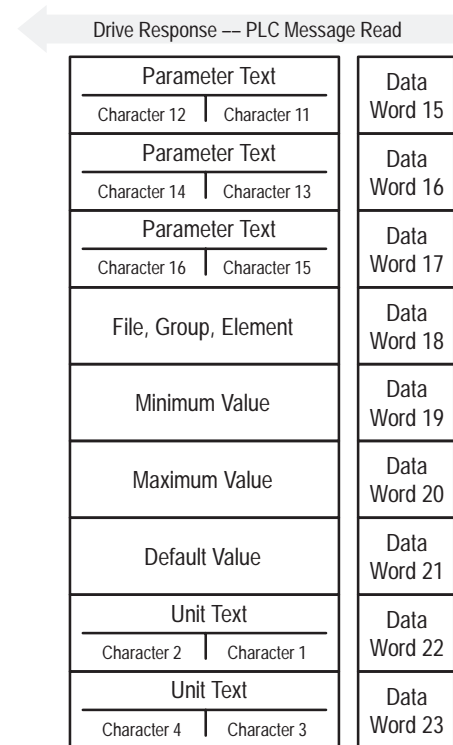 Drive Response –– PLC Message Read
Parameter Text
Character 12 Character 11
Data
Word 15
Parameter Text
Character 14 Character 13
Data
Word 16
Parameter Text
Character 16 Character 15
Data
Word 17
File, Group, Element
Data
Word 18
Minimum Value
Data
Word 19
Maximum Value
Data
Word 20
Default Value
Data
Word 21
Unit Text
Character 2 Character 1
Data
Word 22
Unit Text
Character 4 Character 3
Data
Word 23